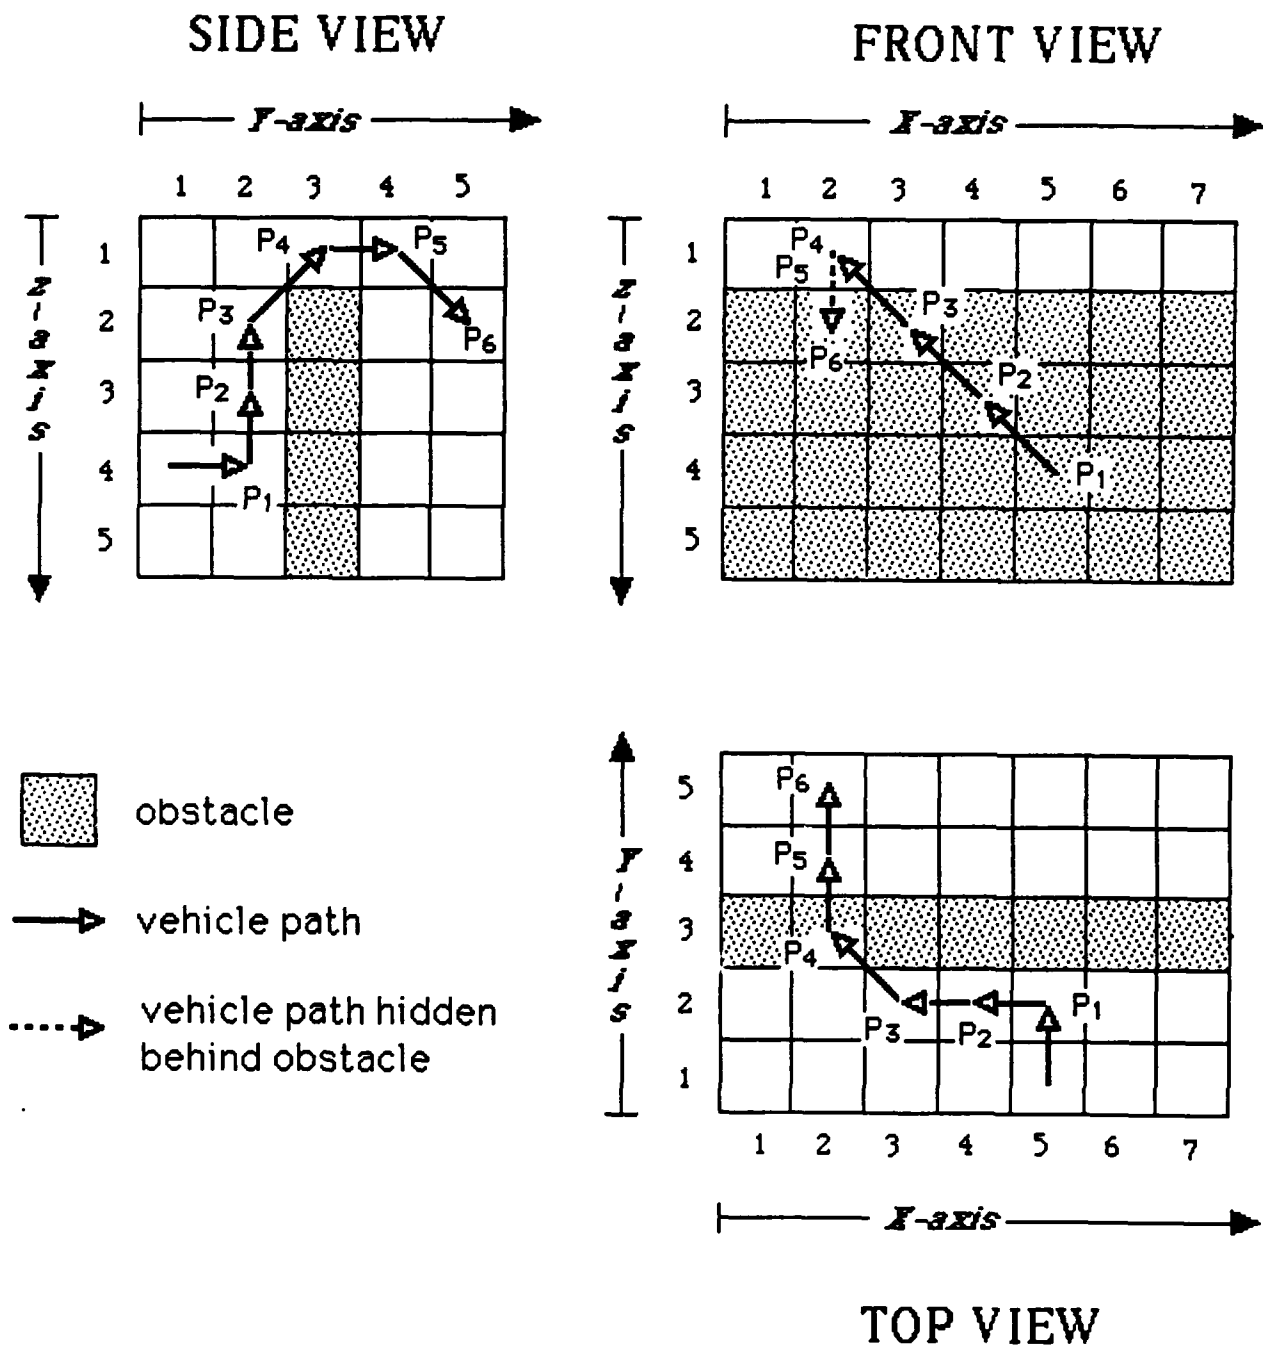 SIDE VIEW
Y-axis
1 2 3 4 5
z-axis
1
2
3
4
5
P4
P5
P3
P6
P2
P1
FRONT VIEW
X-axis
1 2 3 4 5 6 7
z-axis
1
2
3
4
5
P4
P5
P3
P6
P2
P1
obstacle
vehicle path
vehicle path hidden
behind obstacle
Y-axis
5
4
3
2
1
P6
P5
P4
P3
P2
P1
1 2 3 4 5 6 7
X-axis
TOP VIEW